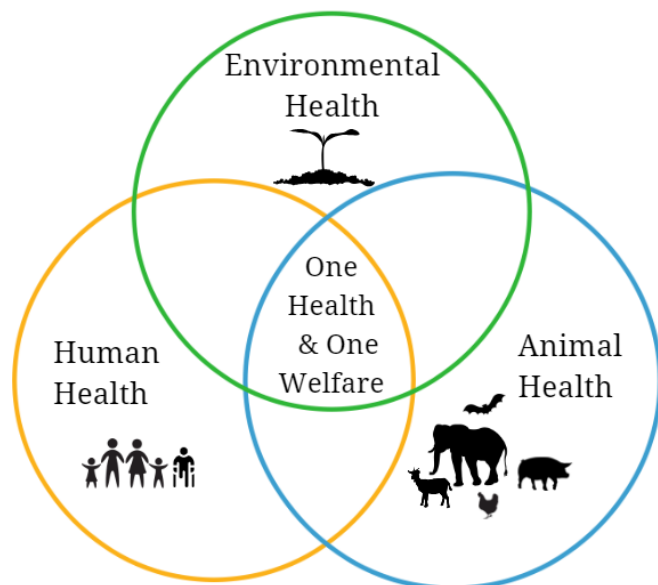 Environmental
Health
One
Health
& One
Welfare
Human
Health
Animal
Health